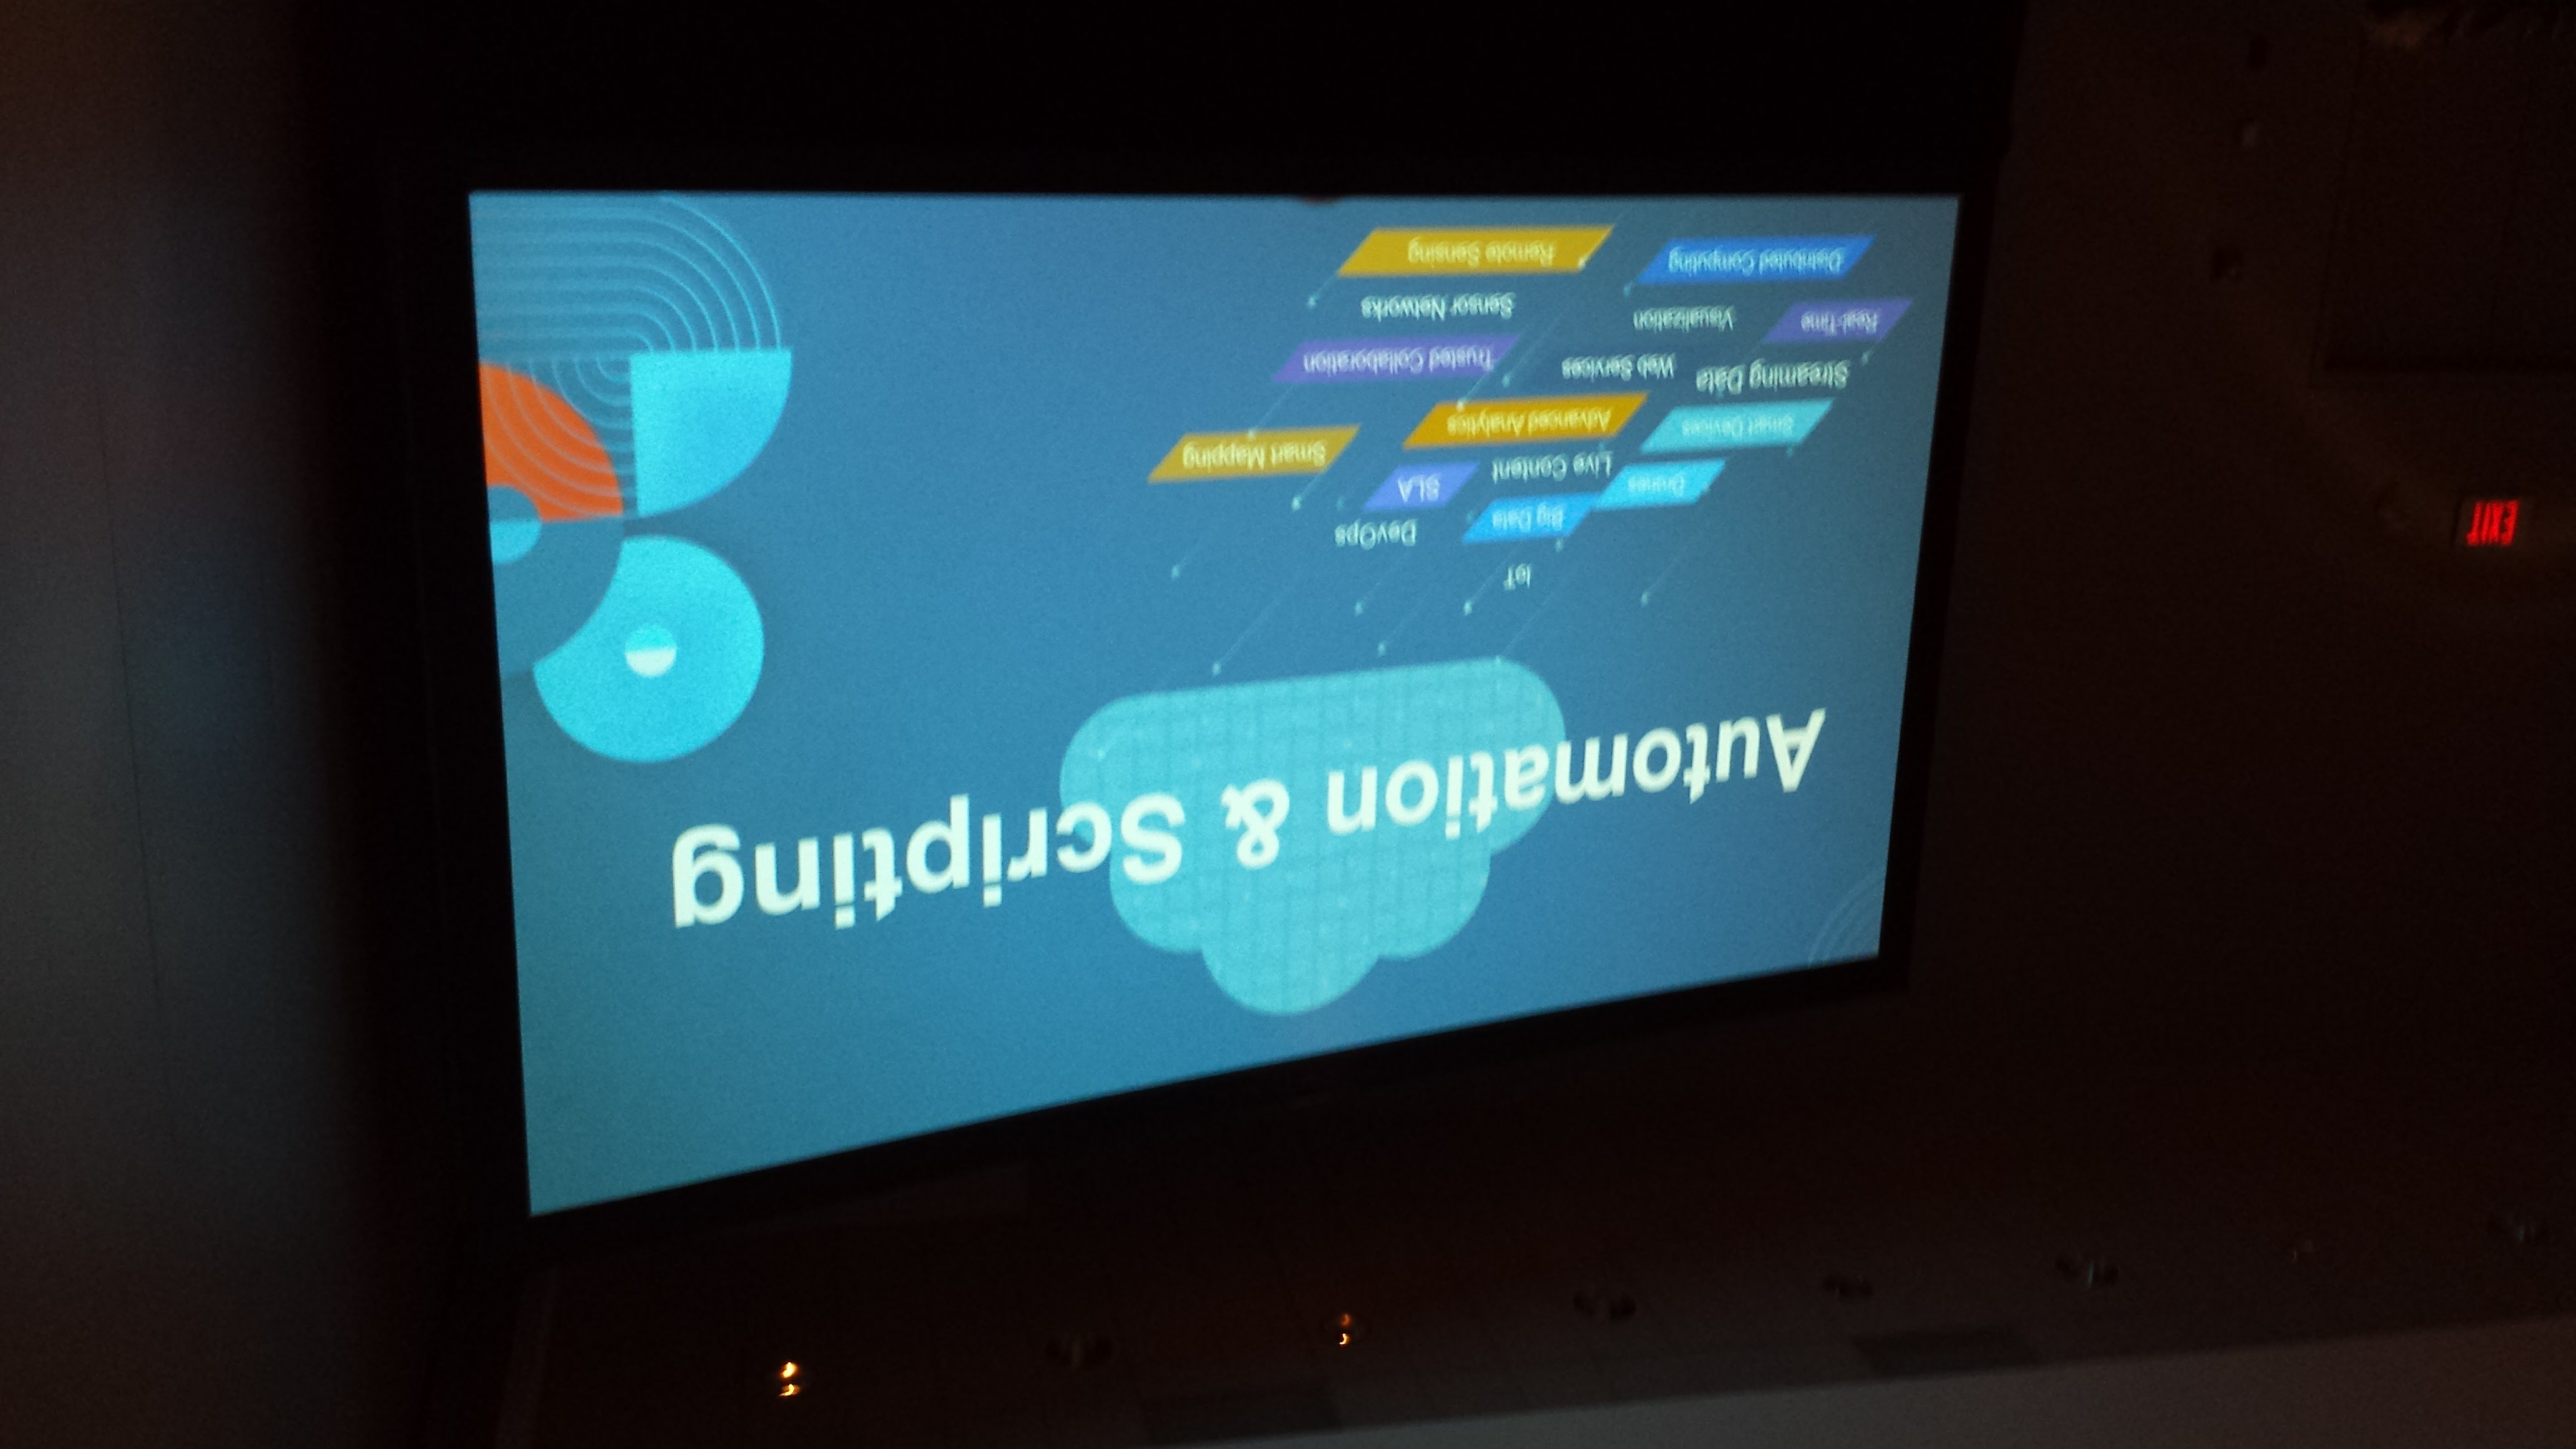 Automation & Scripting
IoT
Big Data
DevOps
Drones
Live Content
SLA
Smart Devices
Advanced Analytics
Smart Mapping
Streaming Data
Web Services
Trusted Collaboration
Real-Time
Visualization
Sensor Networks
Distributed Computing
Remote Sensing
EXIT